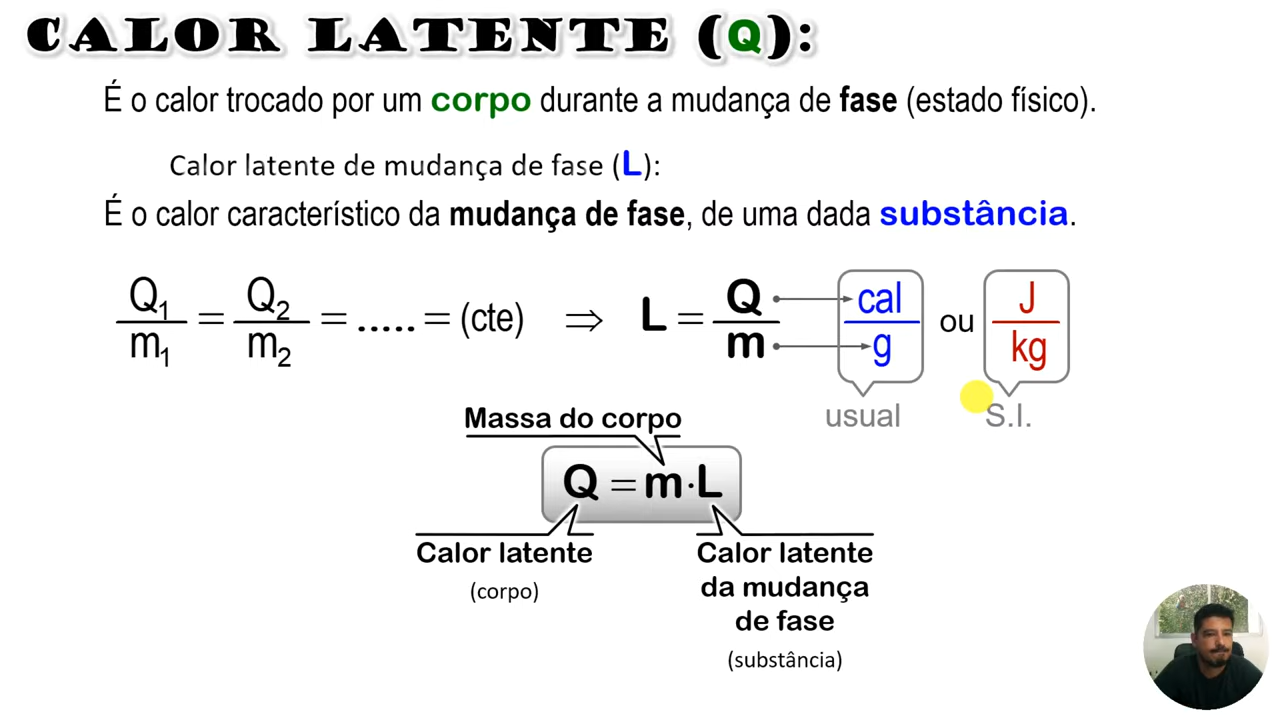 CALOR LATENTE (Q):
É o calor trocado por um corpo durante a mudança de fase (estado físico).
Calor latente de mudança de fase (L):
É o calor característico da mudança de fase, de uma dada substância.
Q₁/m₁ = Q₂/m₂ = ..... = (cte) ⇒ L = Q/m cal/g ou J/kg
usual S.I.
Massa do corpo
Q = m·L
Calor latente
(corpo)
Calor latente
da mudança
de fase
(substância)